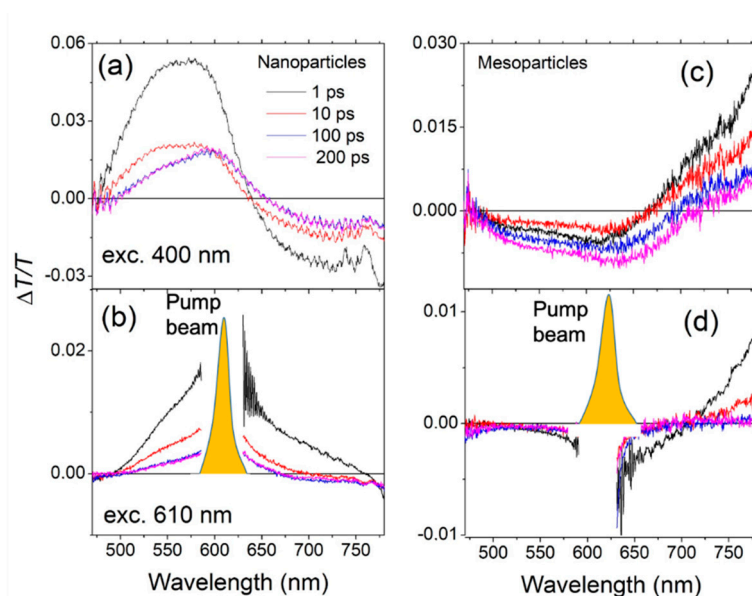 (a)
Nanoparticles
1 ps
10 ps
100 ps
200 ps
exc. 400 nm
0.06
0.03
0.00
-0.03
ΔT/T
(c)
Mesoparticles
0.030
0.015
0.000
(b)
Pump
beam
exc. 610 nm
0.02
0.00
500 550 600 650 700 750
Wavelength (nm)
(d)
Pump
beam
0.01
0.00
-0.01
500 550 600 650 700 750
Wavelength (nm)